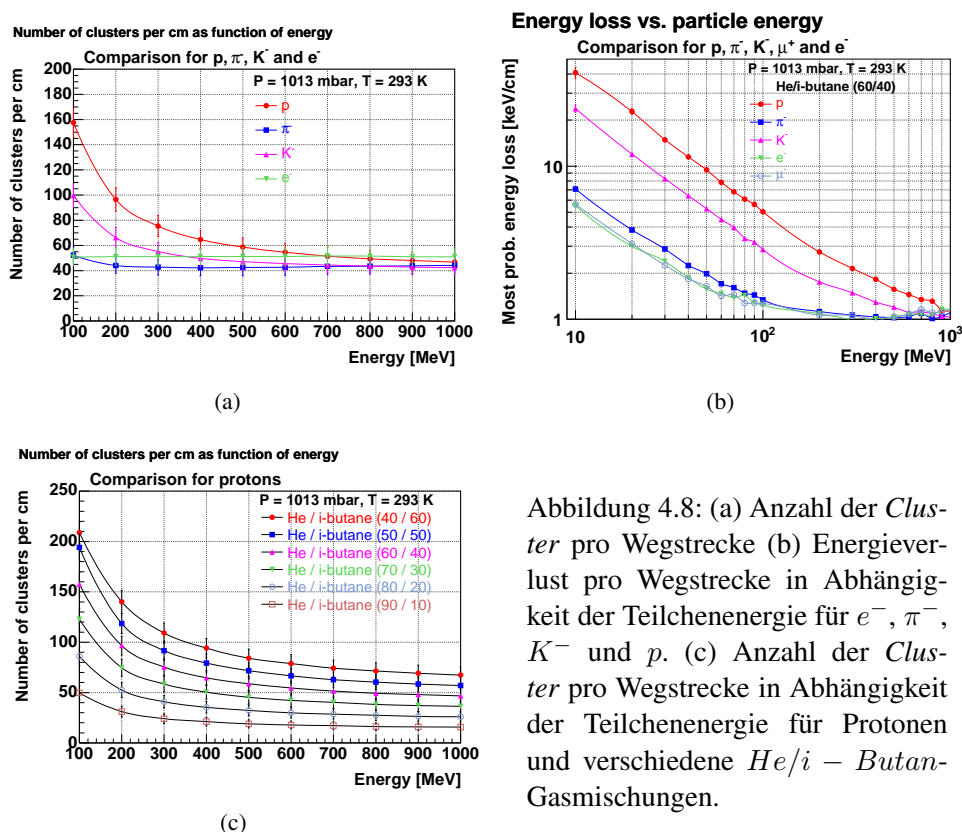 Number of clusters per cm as function of energy
Comparison for p, π⁻, K⁻ and e⁻
P = 1013 mbar, T = 293 K
p
π⁻
K⁻
e⁻
Number of clusters per cm
200
180
160
140
120
100
80
60
40
20
0
100 200 300 400 500 600 700 800 900 1000
Energy [MeV]
(a)
Energy loss vs. particle energy
Comparison for p, π⁻, K⁻, μ⁺ and e⁻
P = 1013 mbar, T = 293 K
He/i-butane (60/40)
p
π⁻
K⁻
e⁻
μ⁻
Most prob. energy loss [keV/cm]
10
1
10 10² 10³
Energy [MeV]
(b)
Number of clusters per cm as function of energy
Comparison for protons
P = 1013 mbar, T = 293 K
He / i-butane (40 / 60)
He / i-butane (50 / 50)
He / i-butane (60 / 40)
He / i-butane (70 / 30)
He / i-butane (80 / 20)
He / i-butane (90 / 10)
Number of clusters per cm
250
200
150
100
50
0
100 200 300 400 500 600 700 800 900 1000
Energy [MeV]
(c)
Abbildung 4.8: (a) Anzahl der Clus-
ter pro Wegstrecke (b) Energiever-
lust pro Wegstrecke in Abhängig-
keit der Teilchenenergie für e⁻, π⁻,
K⁻ und p. (c) Anzahl der Clus-
ter pro Wegstrecke in Abhängigkeit
der Teilchenenergie für Protonen
und verschiedene He/i − Butan-
Gasmischungen.